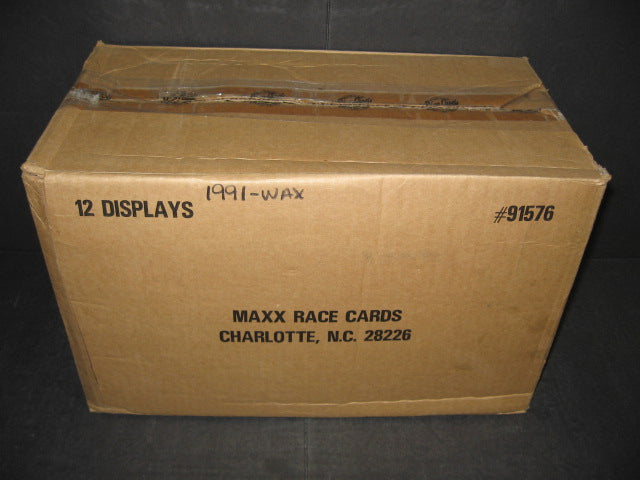 1991-WAX
12 DISPLAYS
#91576
MAXX RACE CARDS
CHARLOTTE, N.C. 28226